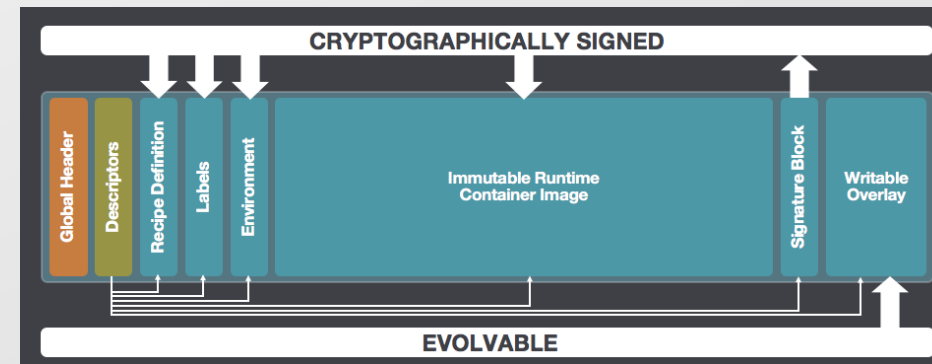 CRYPTOGRAPHICALLY SIGNED
Global Header
Descriptors
Recipe Definition
Labels
Environment
Immutable Runtime
Container Image
Signature Block
Writable
Overlay
EVOLVABLE